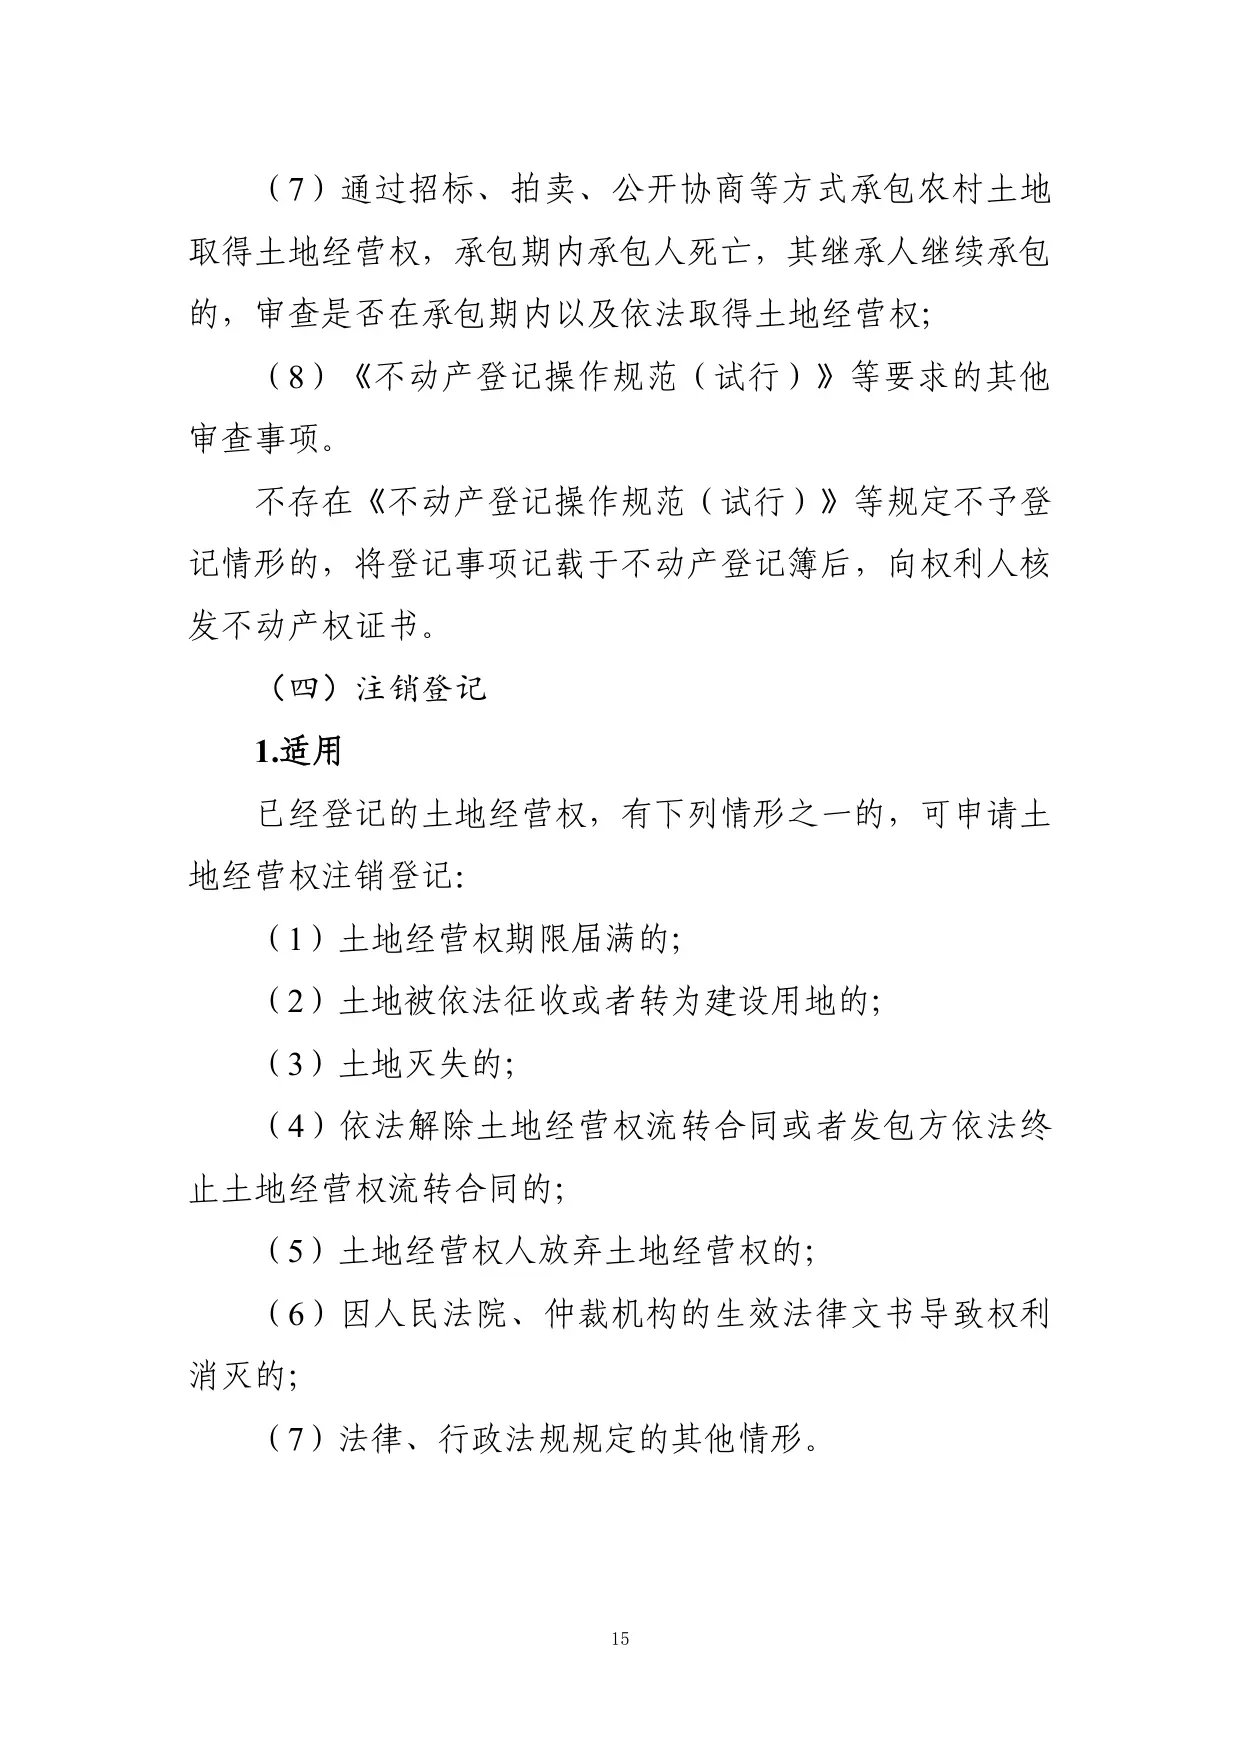 （7）通过招标、拍卖、公开协商等方式承包农村土地
取得土地经营权，承包期内承包人死亡，其继承人继续承包
的，审查是否在承包期内以及依法取得土地经营权；
（8）《不动产登记操作规范（试行）》等要求的其他
审查事项。
不存在《不动产登记操作规范（试行）》等规定不予登
记情形的，将登记事项记载于不动产登记簿后，向权利人核
发不动产权证书。
（四）注销登记
1.适用
已经登记的土地经营权，有下列情形之一的，可申请土
地经营权注销登记：
（1）土地经营权期限届满的；
（2）土地被依法征收或者转为建设用地的；
（3）土地灭失的；
（4）依法解除土地经营权流转合同或者发包方依法终
止土地经营权流转合同的；
（5）土地经营权人放弃土地经营权的；
（6）因人民法院、仲裁机构的生效法律文书导致权利
消灭的；
（7）法律、行政法规规定的其他情形。
15